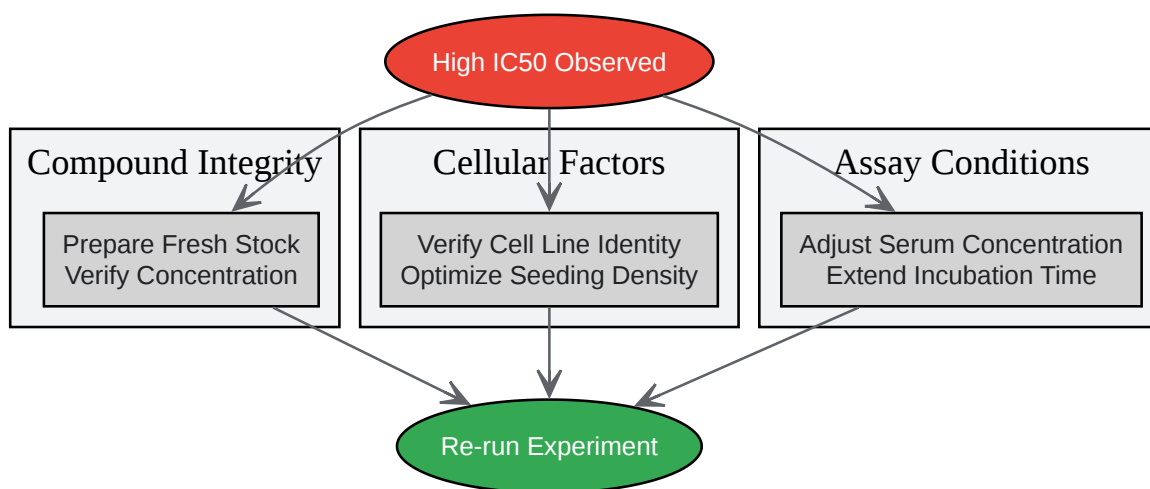 High IC50 Observed
Compound Integrity
Prepare Fresh Stock
Verify Concentration
Cellular Factors
Verify Cell Line Identity
Optimize Seeding Density
Assay Conditions
Adjust Serum Concentration
Extend Incubation Time
Re-run Experiment